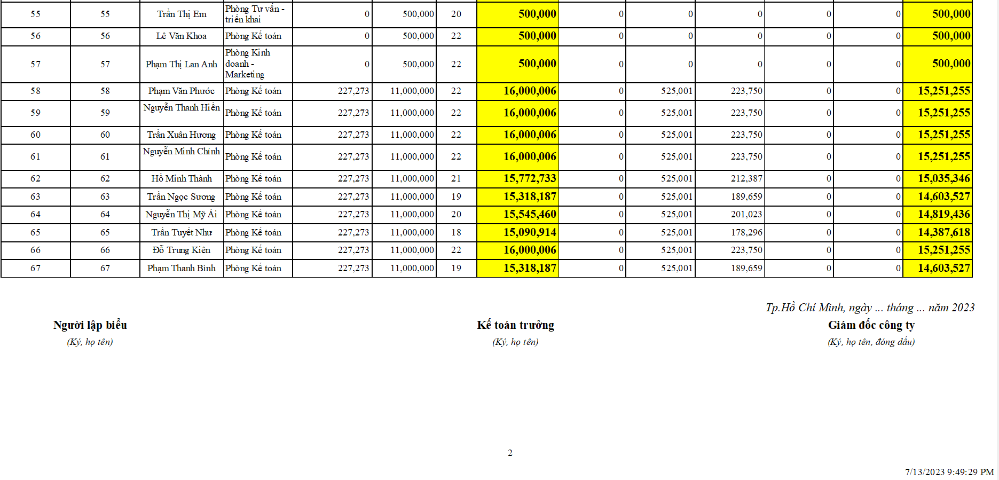 55 55 Trần Thị Em Phòng Tư vấn - triển khai 0 500,000 20 500,000 0 0 0 0 0 500,000
56 56 Lê Văn Khoa Phòng Kế toán 0 500,000 22 500,000 0 0 0 0 0 500,000
57 57 Phạm Thị Lan Anh Phòng Kinh doanh - Marketing 0 500,000 22 500,000 0 0 0 0 0 500,000
58 58 Phạm Văn Phước Phòng Kế toán 227,273 11,000,000 22 16,000,006 0 525,001 223,750 0 0 15,251,255
59 59 Nguyễn Thanh Hiền Phòng Kế toán 227,273 11,000,000 22 16,000,006 0 525,001 223,750 0 0 15,251,255
60 60 Trần Xuân Hương Phòng Kế toán 227,273 11,000,000 22 16,000,006 0 525,001 223,750 0 0 15,251,255
61 61 Nguyễn Minh Chính Phòng Kế toán 227,273 11,000,000 22 16,000,006 0 525,001 223,750 0 0 15,251,255
62 62 Hồ Minh Thành Phòng Kế toán 227,273 11,000,000 21 15,772,733 0 525,001 212,387 0 0 15,035,346
63 63 Trần Ngọc Sương Phòng Kế toán 227,273 11,000,000 19 15,318,187 0 525,001 189,659 0 0 14,603,527
64 64 Nguyễn Thị Mỹ Ái Phòng Kế toán 227,273 11,000,000 20 15,545,460 0 525,001 201,023 0 0 14,819,436
65 65 Trần Tuyết Như Phòng Kế toán 227,273 11,000,000 18 15,090,914 0 525,001 178,296 0 0 14,387,618
66 66 Đỗ Trung Kiên Phòng Kế toán 227,273 11,000,000 22 16,000,006 0 525,001 223,750 0 0 15,251,255
67 67 Phạm Thanh Bình Phòng Kế toán 227,273 11,000,000 19 15,318,187 0 525,001 189,659 0 0 14,603,527
Tp.Hồ Chí Minh, ngày ... tháng ... năm 2023
Người lập biểu Kế toán trưởng Giám đốc công ty
(Ký, họ tên) (Ký, họ tên) (Ký, họ tên, đóng dấu)
2
7/13/2023 9:49:29 PM